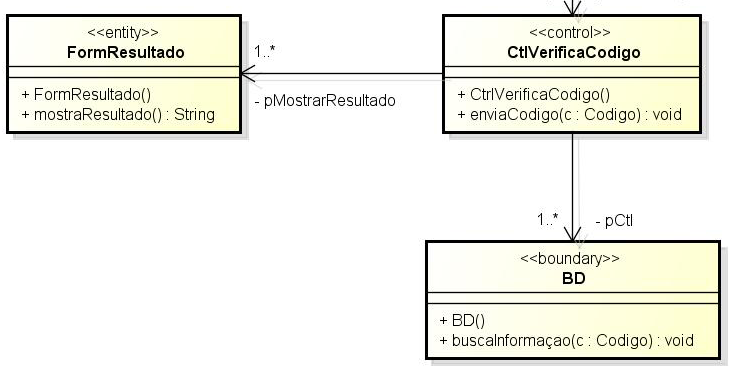 <<entity>>
FormResultado
+ FormResultado()
+ mostraResultado() : String
1..*
- pMostrarResultado
<<control>>
CtlVerificaCodigo
+ CtrlVerificaCodigo()
+ enviaCodigo(c : Codigo) : void
1..*
- pCtl
<<boundary>>
BD
+ BD()
+ buscaInformaçao(c : Codigo) : void